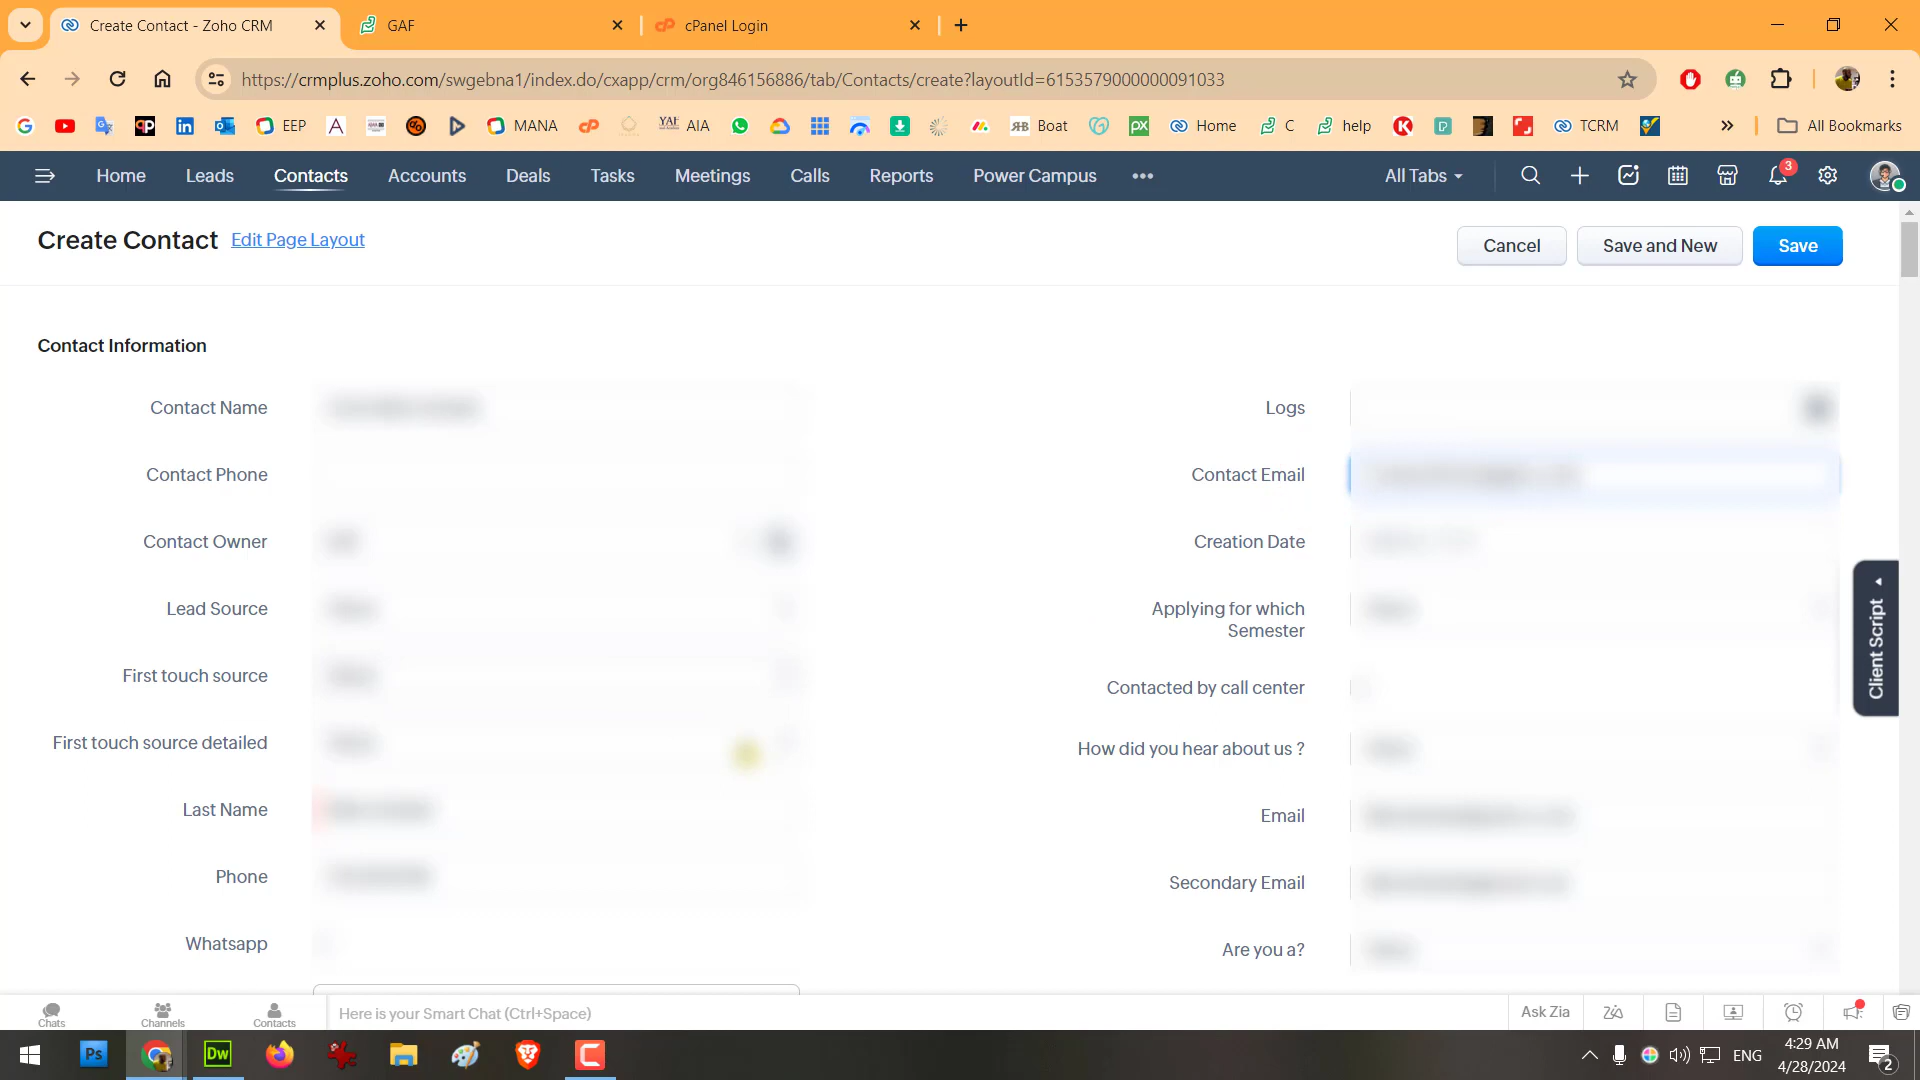 Create Contact - Zoho CRM
GAF
cPanel Login
https://crmplus.zoho.com/swgebna1/index.do/cxapp/crm/org846156886/tab/Contacts/create?layoutId=6153579000000091033
EEP
MANA
YAF AIA
Boat
Home
C
help
TCRM
All Bookmarks
Home
Leads
Contacts
Accounts
Deals
Tasks
Meetings
Calls
Reports
Power Campus
All Tabs
3
Create Contact
Edit Page Layout
Cancel
Save and New
Save
Contact Information
Contact Name
Logs
Contact Phone
Contact Email
Contact Owner
Creation Date
Lead Source
Applying for which
Semester
First touch source
Contacted by call center
First touch source detailed
How did you hear about us ?
Last Name
Email
Phone
Secondary Email
Whatsapp
Are you a?
Client Script
Chats
Channels
Contacts
Here is your Smart Chat (Ctrl+Space)
Ask Zia
Ps
Dw
ENG
4:29 AM
4/28/2024
2